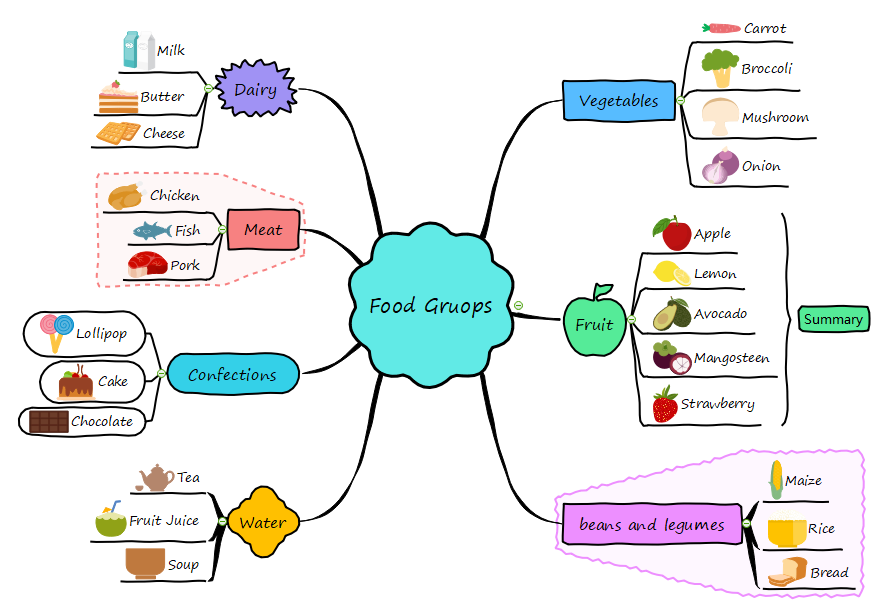 Food Gruops
Dairy
Milk
Butter
Cheese
Meat
Chicken
Fish
Pork
Confections
Lollipop
Cake
Chocolate
Water
Tea
Fruit Juice
Soup
Vegetables
Carrot
Broccoli
Mushroom
Onion
Fruit
Apple
Lemon
Avocado
Mangosteen
Strawberry
Summary
beans and legumes
Maize
Rice
Bread